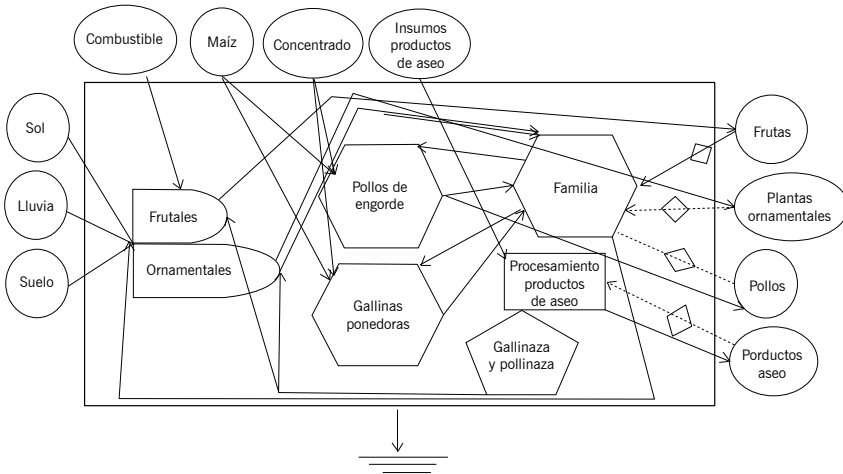 Combustible
Maíz
Concentrado
Insumos
productos
de aseo
Sol
Lluvia
Suelo
Frutales
Ornamentales
Pollos de
engorde
Gallinas
ponedoras
Familia
Procesamiento
productos
de aseo
Gallinaza
y pollinaza
Frutas
Plantas
ornamentales
Pollos
Porductos
aseo